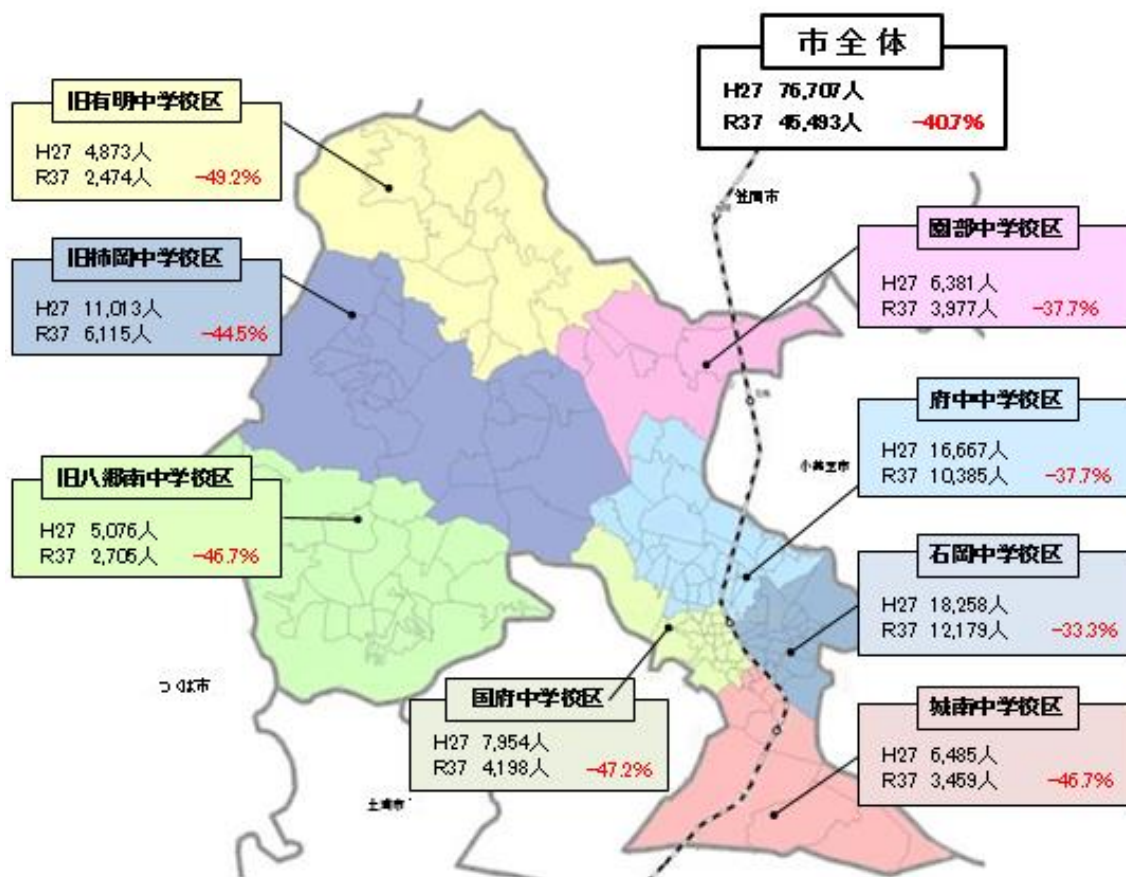 市全体
H27 76,707人
R37 45,493人 -40.7%
旧有明中学校区
H27 4,873人
R37 2,474人 -49.2%
笠間市
園部中学校区
H27 6,381人
R37 3,977人 -37.7%
旧柿岡中学校区
H27 11,013人
R37 6,115人 -44.5%
府中中学校区
H27 16,667人
R37 10,385人 -37.7%
小美玉市
旧八郷南中学校区
H27 5,076人
R37 2,705人 -46.7%
石岡中学校区
H27 18,258人
R37 12,179人 -33.3%
つくば市
国府中学校区
H27 7,954人
R37 4,198人 -47.2%
城南中学校区
H27 6,485人
R37 3,459人 -46.7%
土浦市